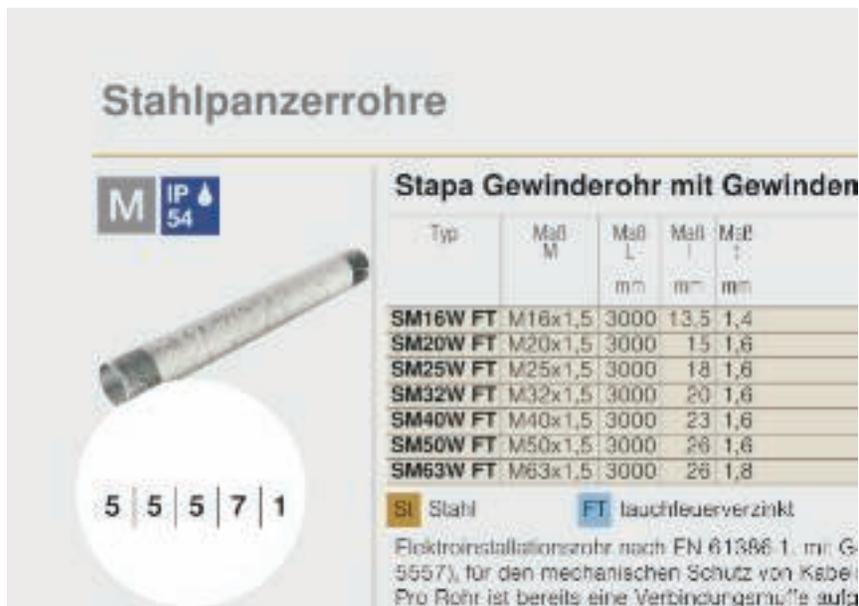 Stahlpanzerrohre
M IP 54
Stapa Gewinderohr mit Gewindem
Typ Maß M Maß L mm Maß l mm Maß t mm
SM16W FT M16x1,5 3000 13,5 1,4
SM20W FT M20x1,5 3000 15 1,6
SM25W FT M25x1,5 3000 18 1,6
SM32W FT M32x1,5 3000 20 1,6
SM40W FT M40x1,5 3000 23 1,6
SM50W FT M50x1,5 3000 26 1,6
SM63W FT M63x1,5 3000 26 1,8
5 5 5 7 1
St Stahl FT tauchfeuerverzinkt
Elektroinstallationsrohr nach EN 61386 1. mit G
5557), für den mechanischen Schutz von Kabel
Pro Rohr ist bereits eine Verbindungsmuffe aufg